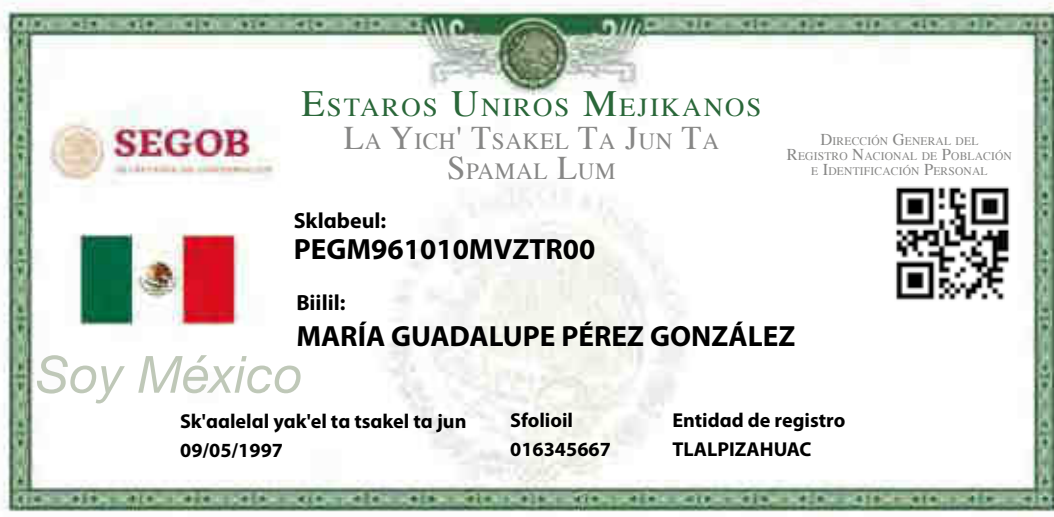 ESTAROS UNIROS MEJIKANOS
LA YICH' TSAKEL TA JUN TA
SPAMAL LUM
SEGOB
DIRECCIÓN GENERAL DEL
REGISTRO NACIONAL DE POBLACIÓN
E IDENTIFICACIÓN PERSONAL
Sklabeul:
PEGM961010MVZTR00
Biilil:
MARÍA GUADALUPE PÉREZ GONZÁLEZ
Soy México
Sk'aalelal yak'el ta tsakel ta jun Sfolioil Entidad de registro
09/05/1997 016345667 TLALPIZAHUAC